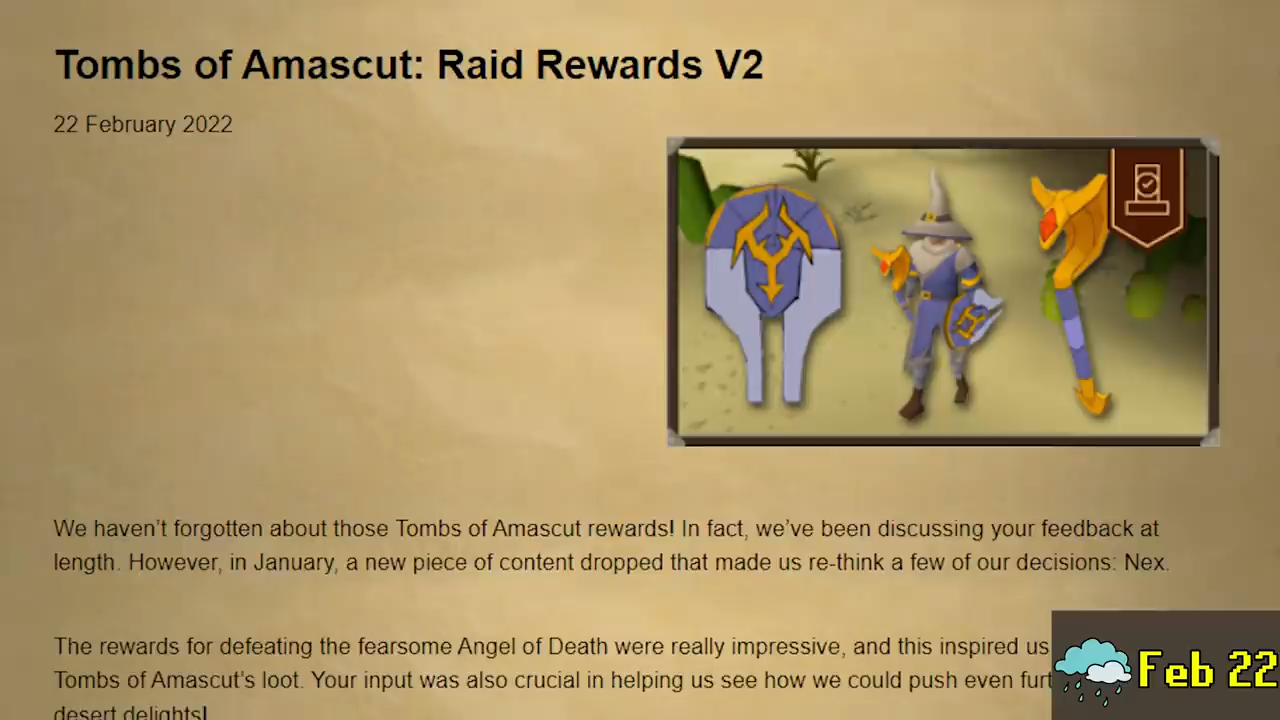 Tombs of Amascut: Raid Rewards V2
22 February 2022
We haven't forgotten about those Tombs of Amascut rewards! In fact, we've been discussing your feedback at
length. However, in January, a new piece of content dropped that made us re-think a few of our decisions: Nex.
The rewards for defeating the fearsome Angel of Death were really impressive, and this inspired us
Tombs of Amascut's loot. Your input was also crucial in helping us see how we could push even
desert delights!
Feb 22